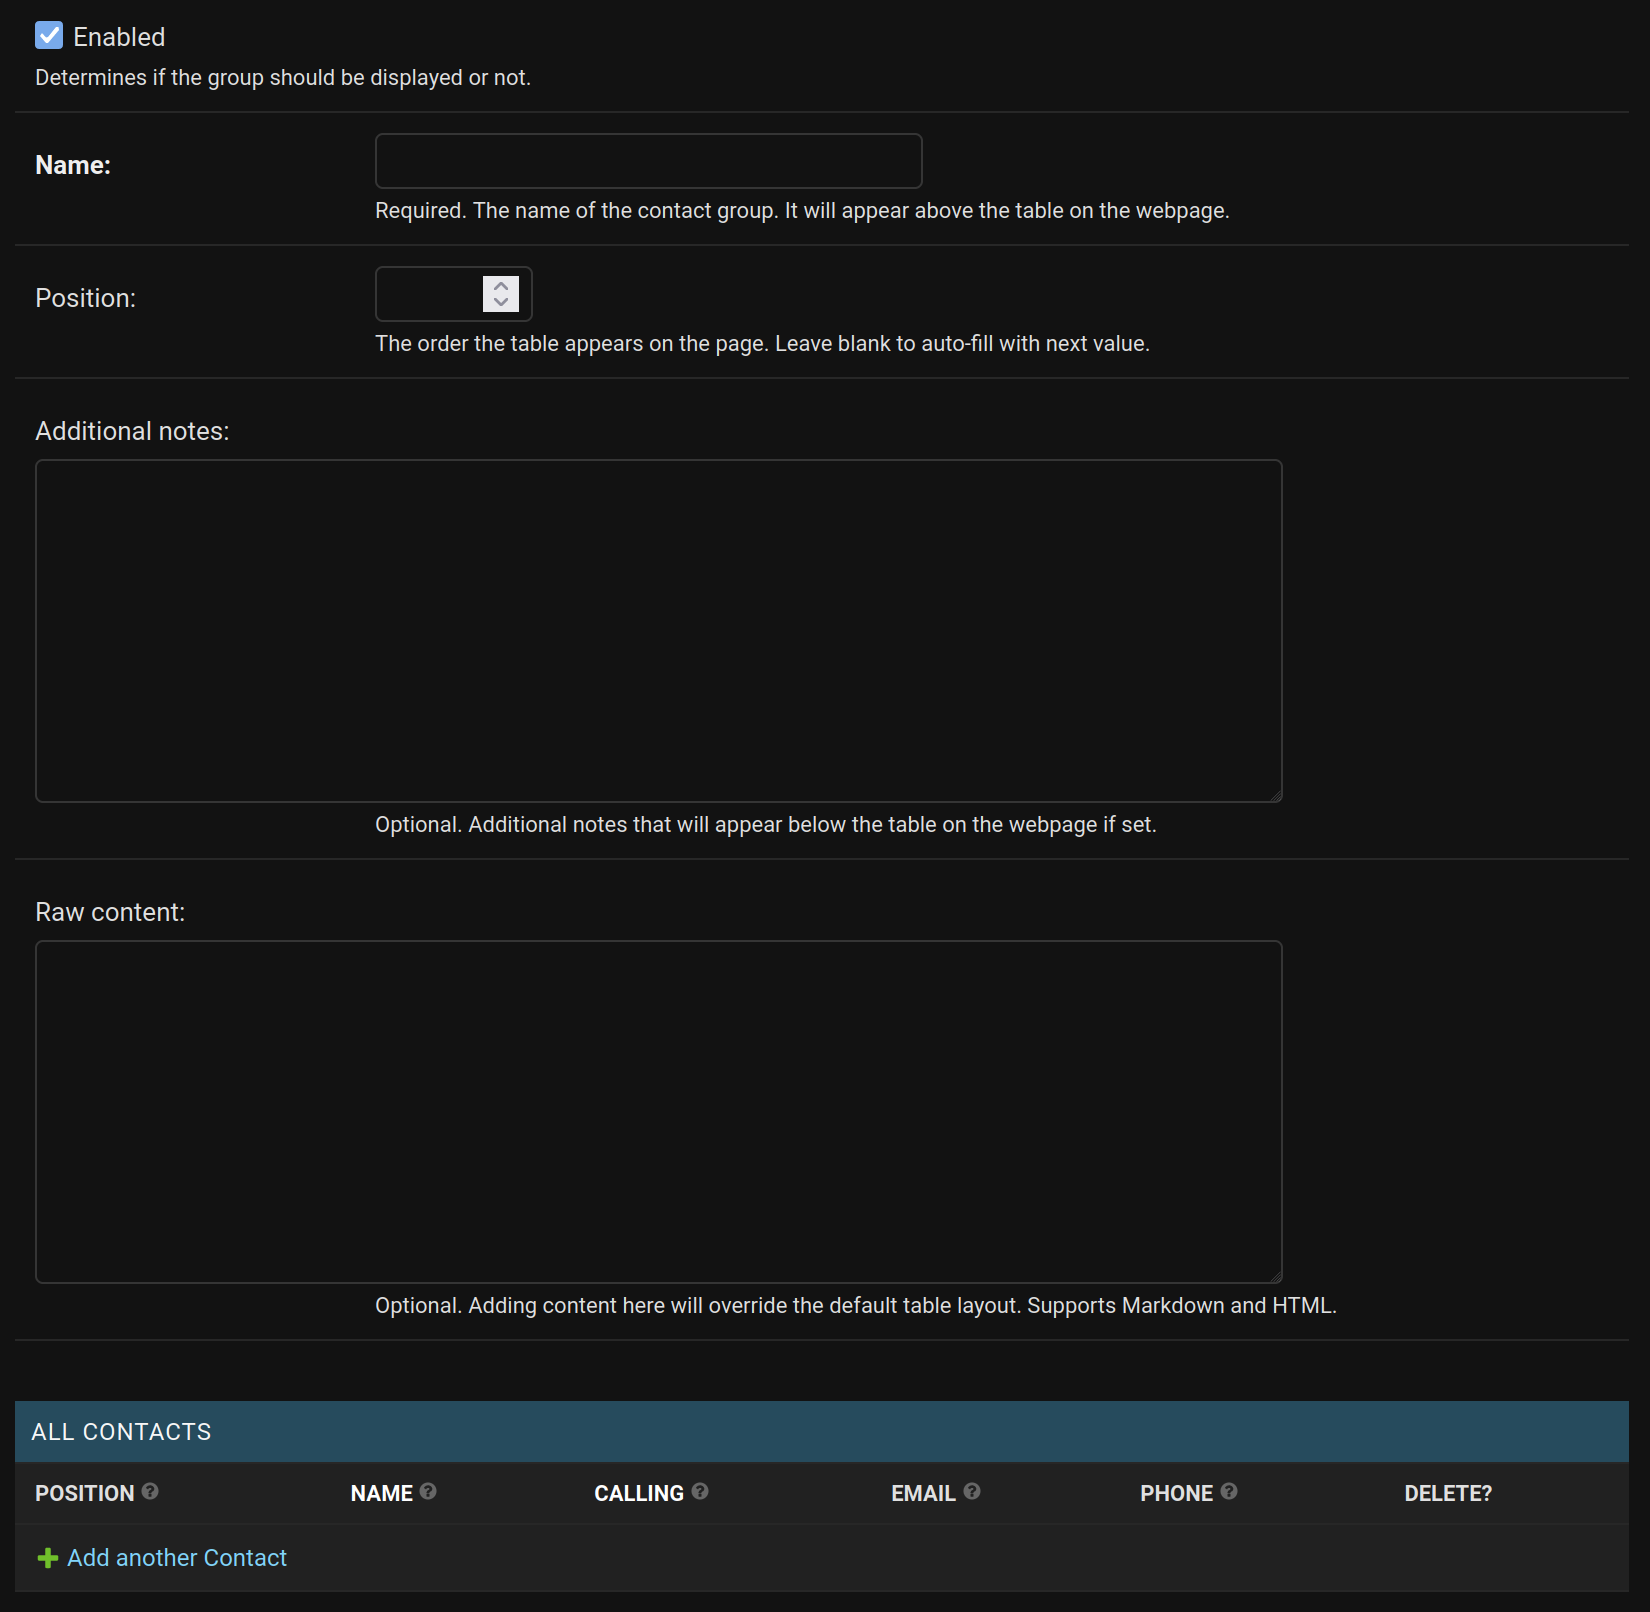 Enabled
Determines if the group should be displayed or not.
Name:
Required. The name of the contact group. It will appear above the table on the webpage.
Position:
The order the table appears on the page. Leave blank to auto-fill with next value.
Additional notes:
Optional. Additional notes that will appear below the table on the webpage if set.
Raw content:
Optional. Adding content here will override the default table layout. Supports Markdown and HTML.
ALL CONTACTS
POSITION ? NAME ? CALLING ? EMAIL ? PHONE ? DELETE?
Add another Contact